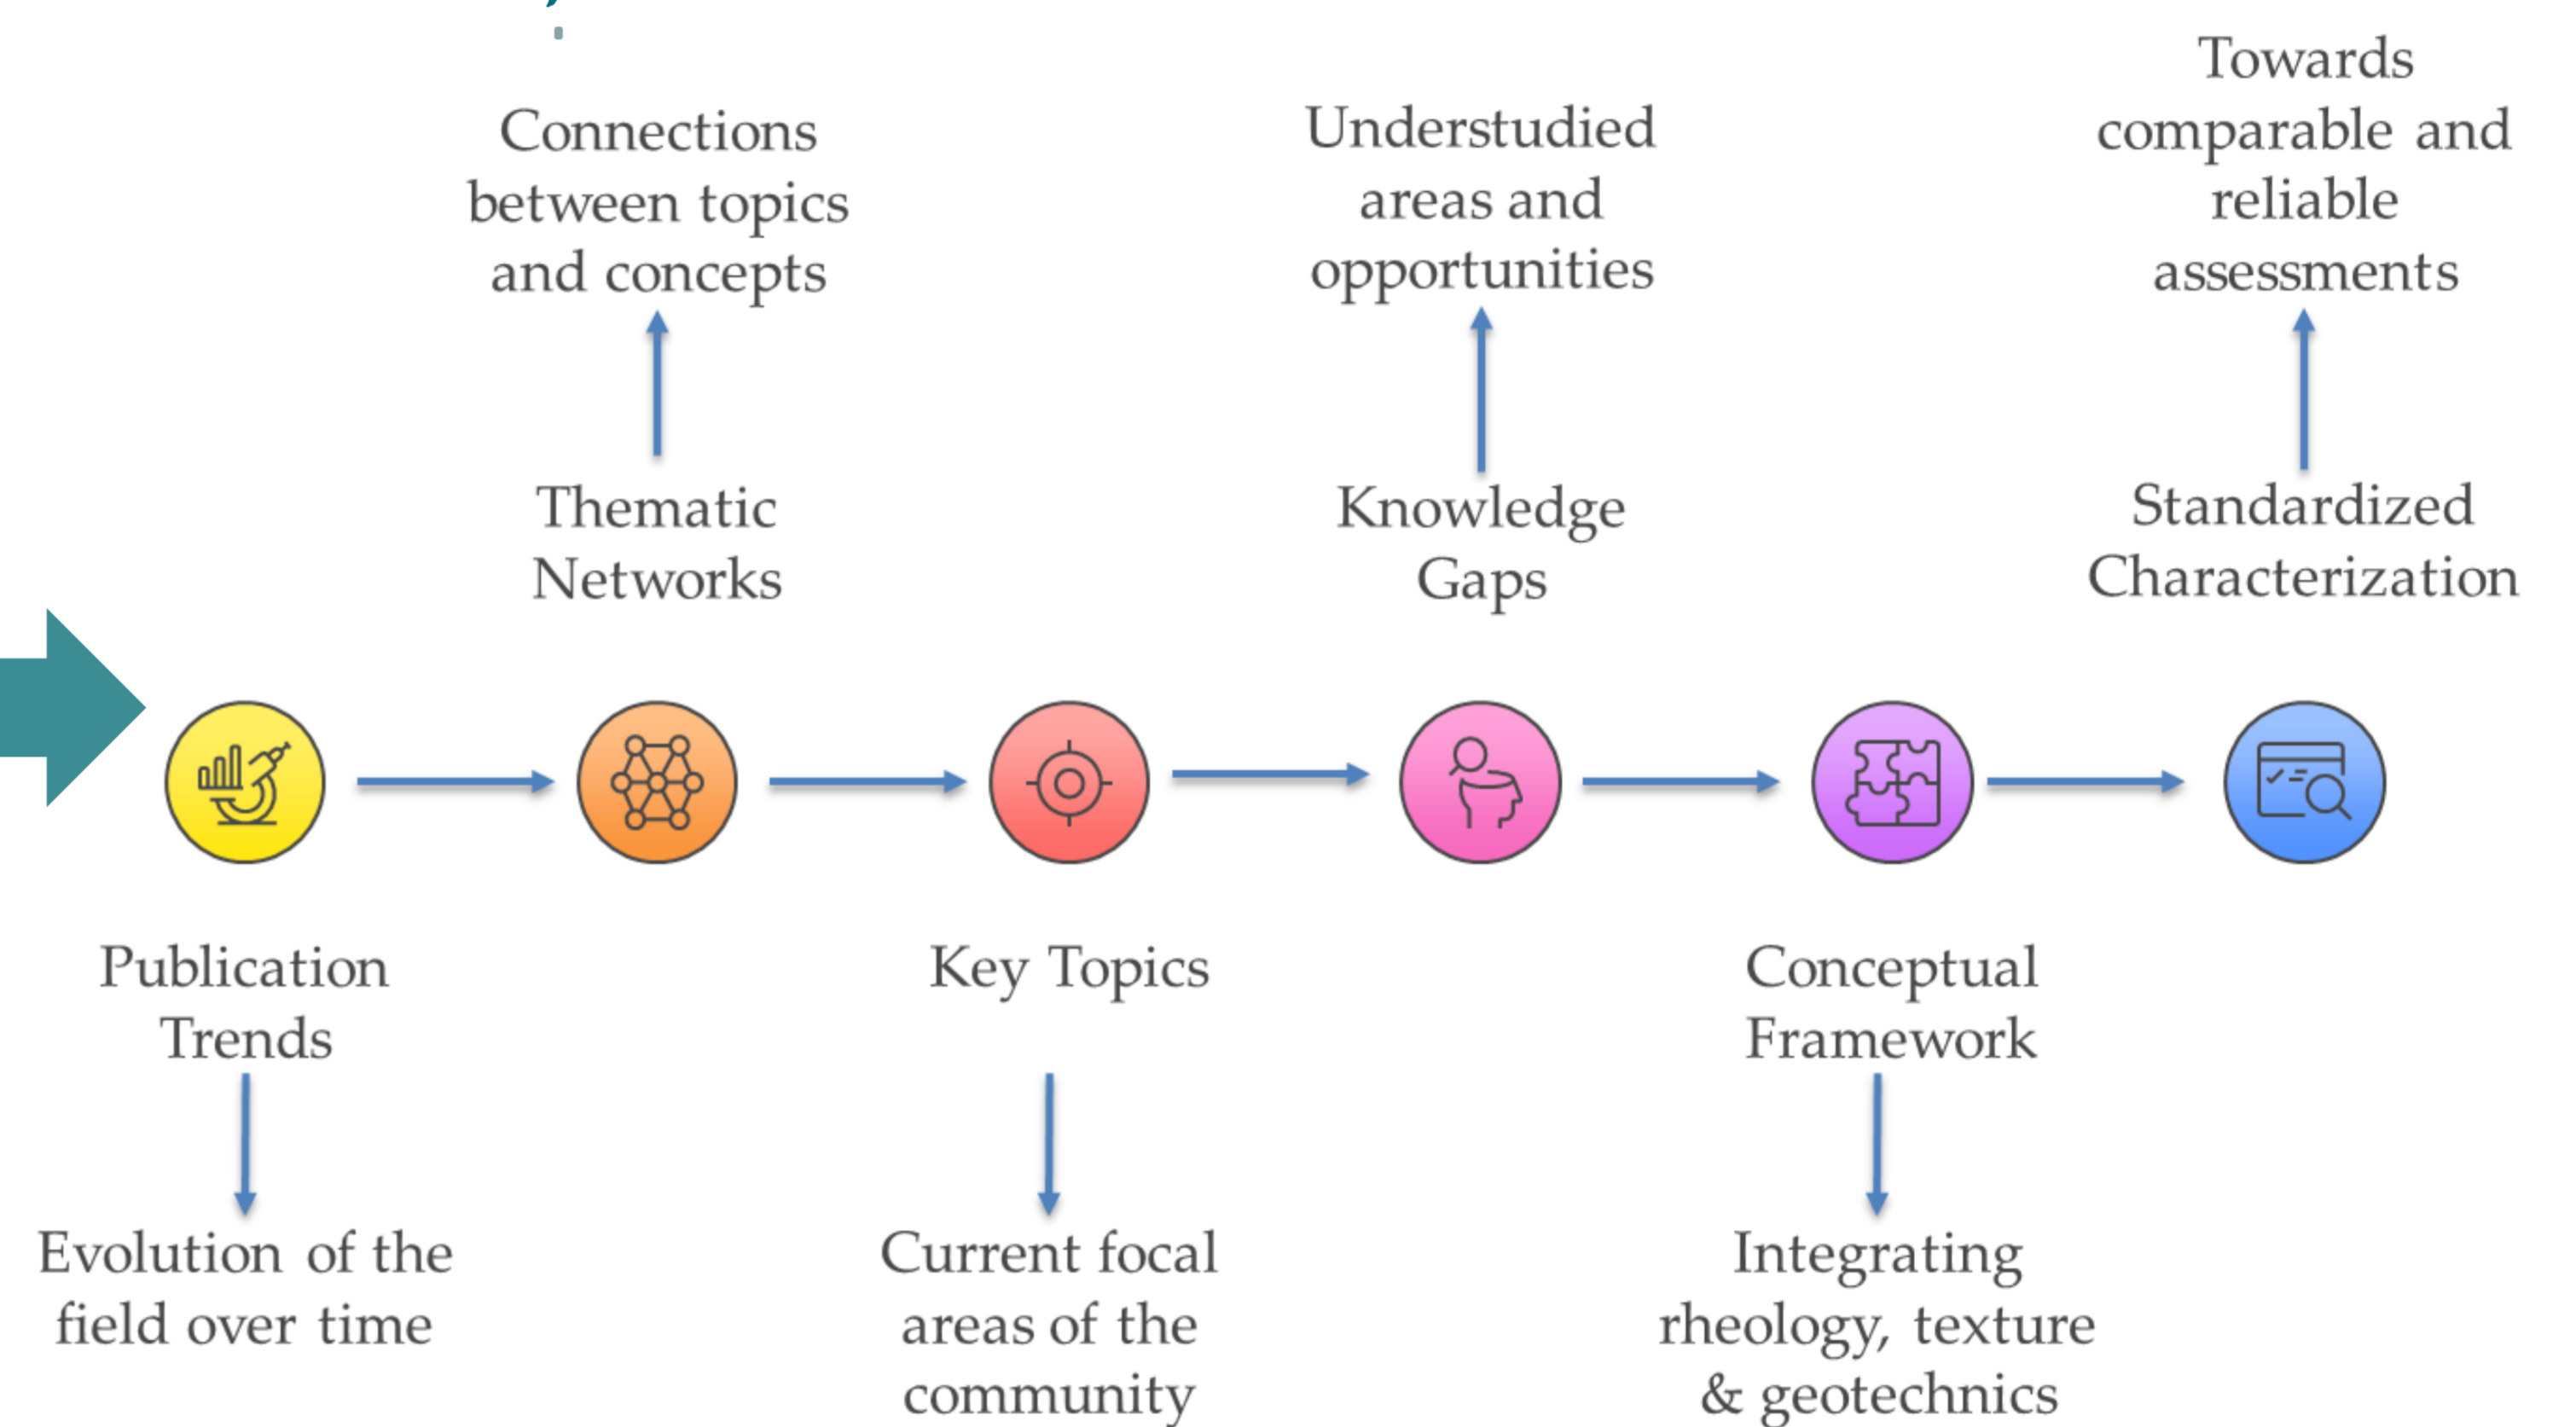 Connections
between topics
and concepts
Understudied
areas and
opportunities
Towards
comparable and
reliable
assessments
Thematic
Networks
Knowledge
Gaps
Standardized
Characterization
Publication
Trends
Key Topics
Conceptual
Framework
Evolution of the
field over time
Current focal
areas of the
community
Integrating
rheology, texture
& geotechnics